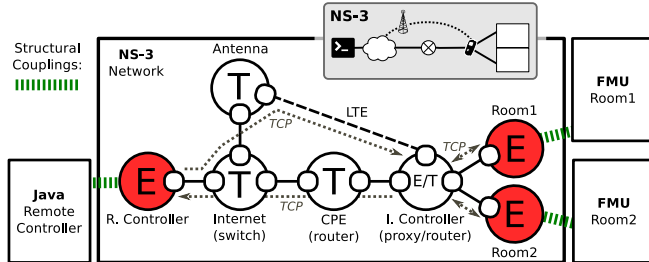 Structural
Couplings:
NS-3
Network
Antenna
T
NS-3
>_
LTE
TCP
Room1
E
TCP
FMU
Room1
Java
Remote
Controller
E
R. Controller
T
Internet
(switch)
TCP
T
CPE
(router)
E/T
I. Controller
(proxy/router)
E
Room2
FMU
Room2